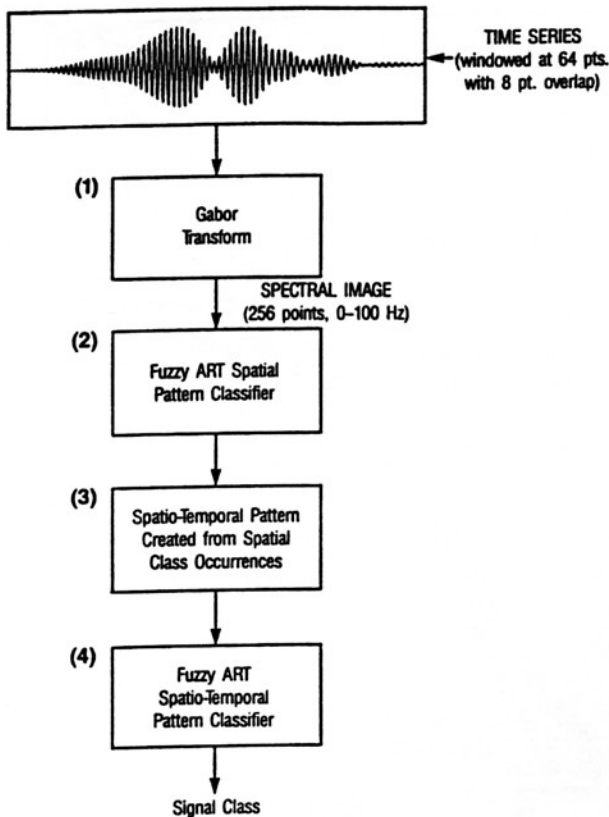 TIME SERIES
(windowed at 64 pts.
with 8 pt. overlap)
(1)
Gabor
Transform
SPECTRAL IMAGE
(256 points, 0–100 Hz)
(2)
Fuzzy ART Spatial
Pattern Classifier
(3)
Spatio-Temporal Pattern
Created from Spatial
Class Occurrences
(4)
Fuzzy ART
Spatio-Temporal
Pattern Classifier
Signal Class